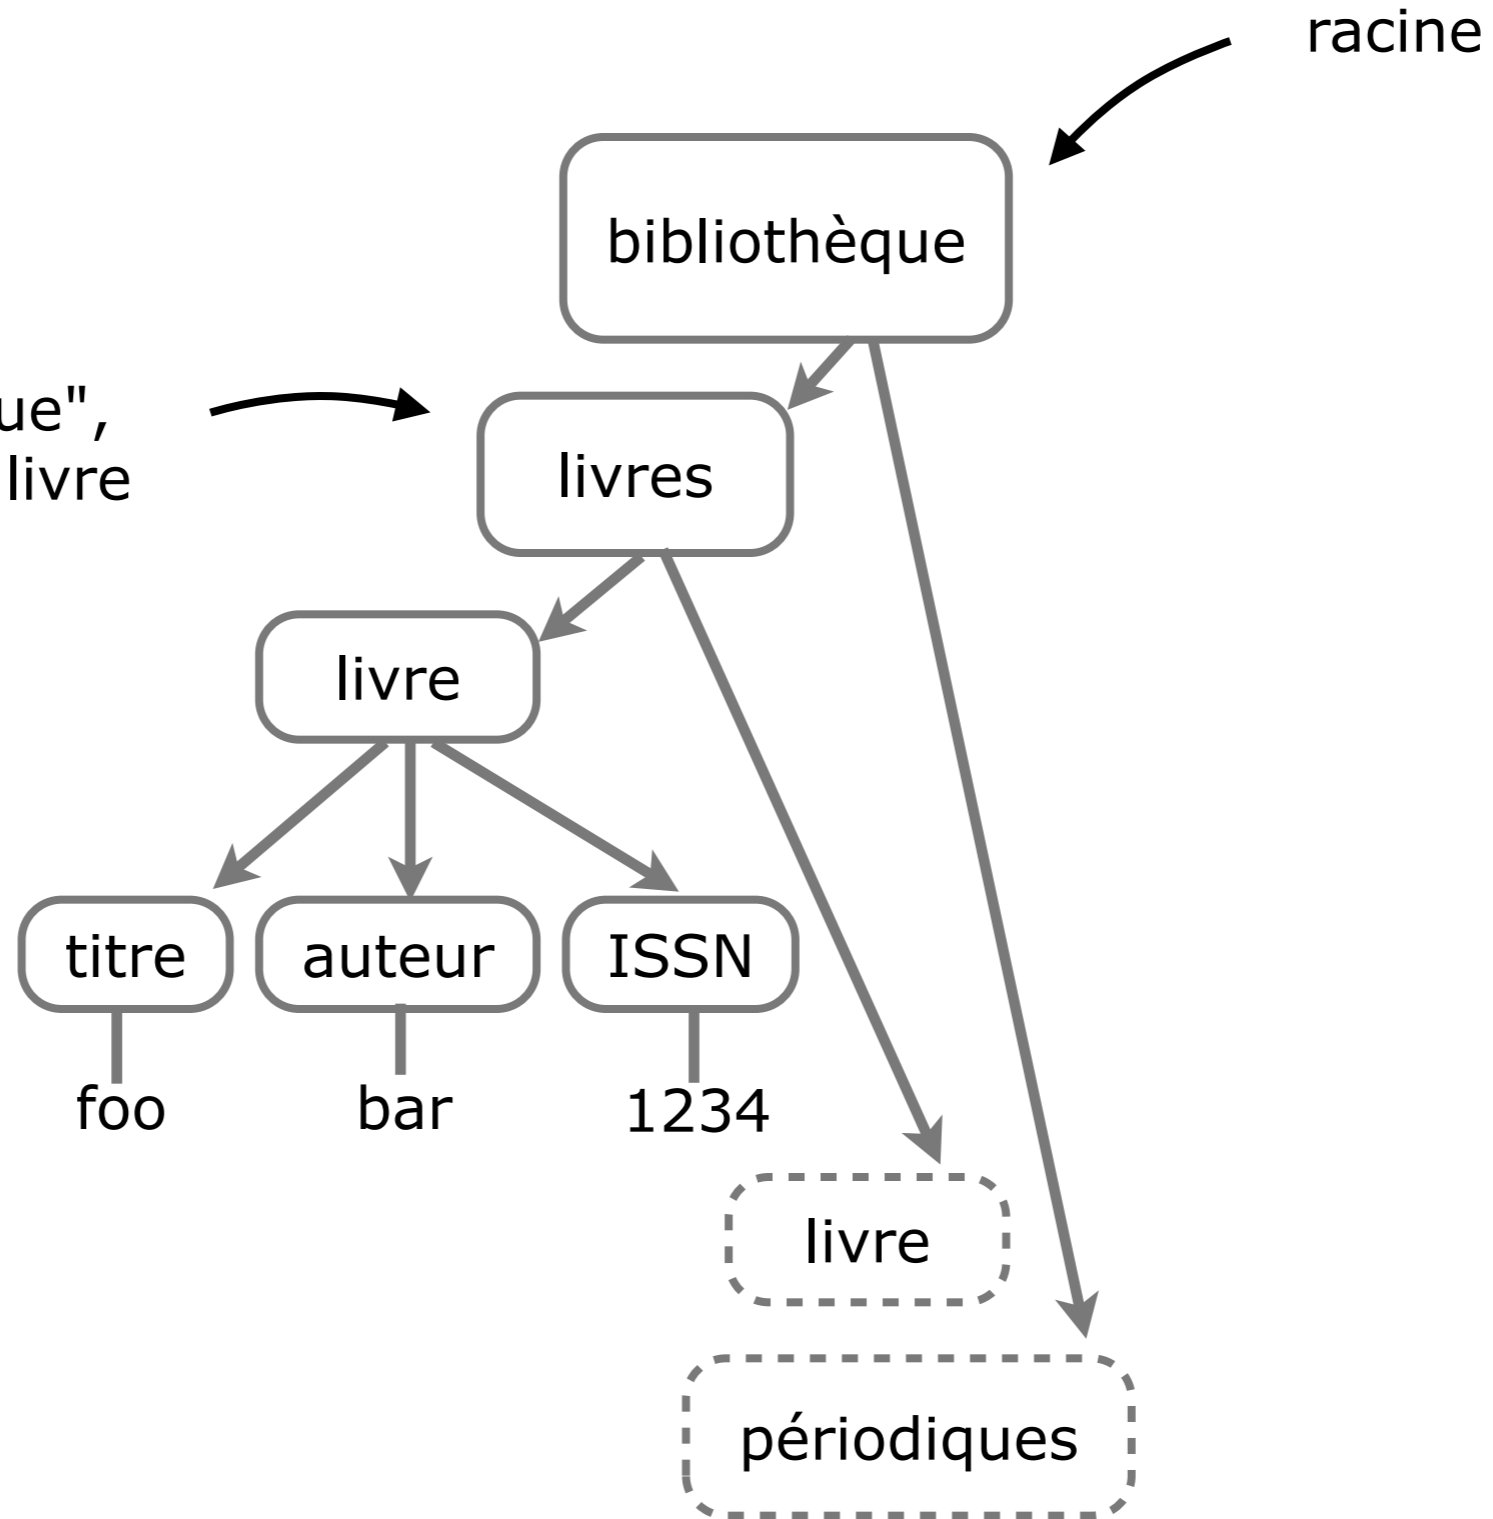 racine
bibliothèque
ue",
livre
livres
livre
titre auteur ISSN
foo bar 1234
livre
périodiques